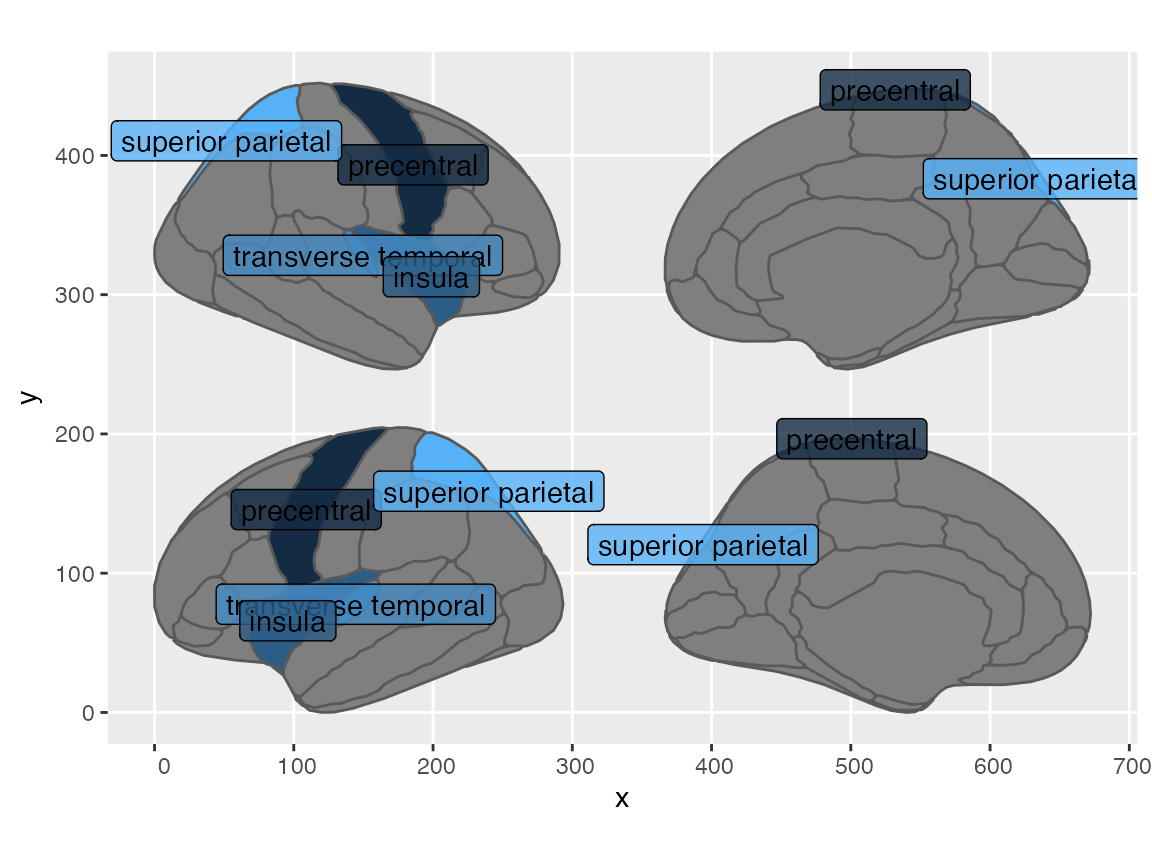 precentral
superior parietal
precentral
superior parieta
transverse temporal
insula
400
300
200
100
0
y
precentral
superior parietal
precentral
superior parietal
transverse temporal
insula
0
100
200
300
400
500
600
700
x